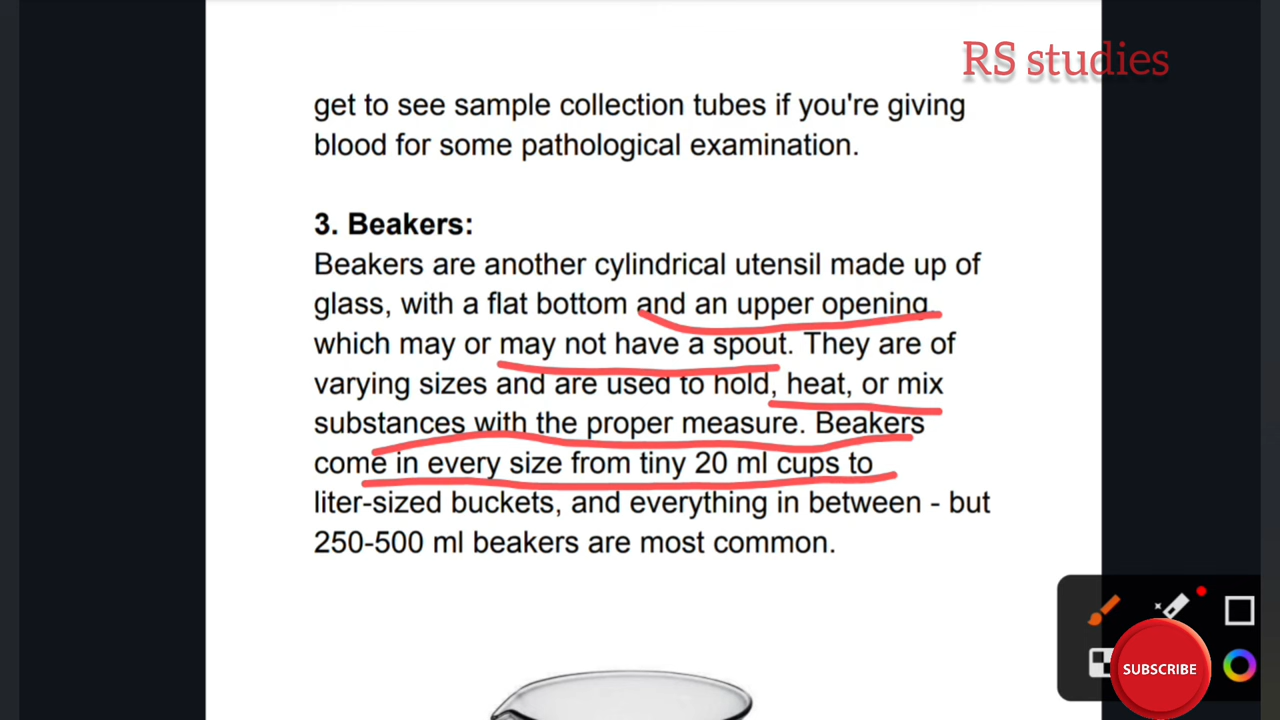 RS studies
get to see sample collection tubes if you're giving
blood for some pathological examination.
3. Beakers:
Beakers are another cylindrical utensil made up of
glass, with a flat bottom and an upper opening
which may or may not have a spout. They are of
varying sizes and are used to hold, heat, or mix
substances with the proper measure. Beakers
come in every size from tiny 20 ml cups to
liter-sized buckets, and everything in between - but
250-500 ml beakers are most common.
SUBSCRIBE